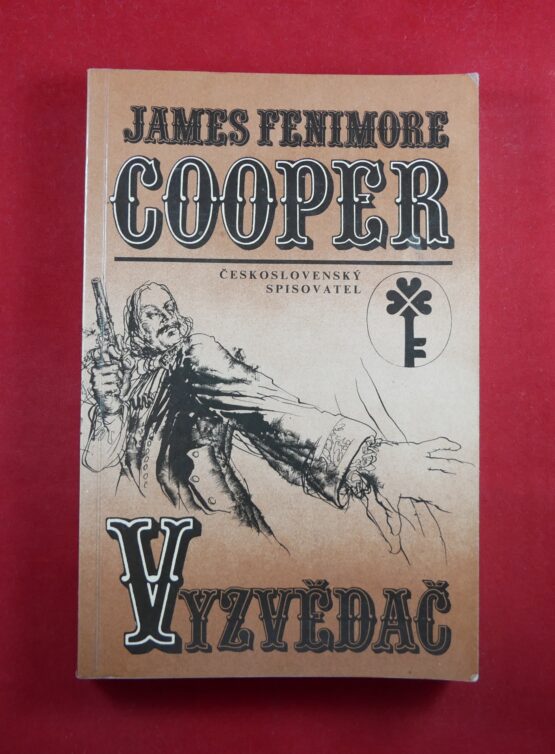 JAMES FENIMORE
COOPER
ČESKOSLOVENSKÝ
SPISOVATEL
VYZVĚDAČ